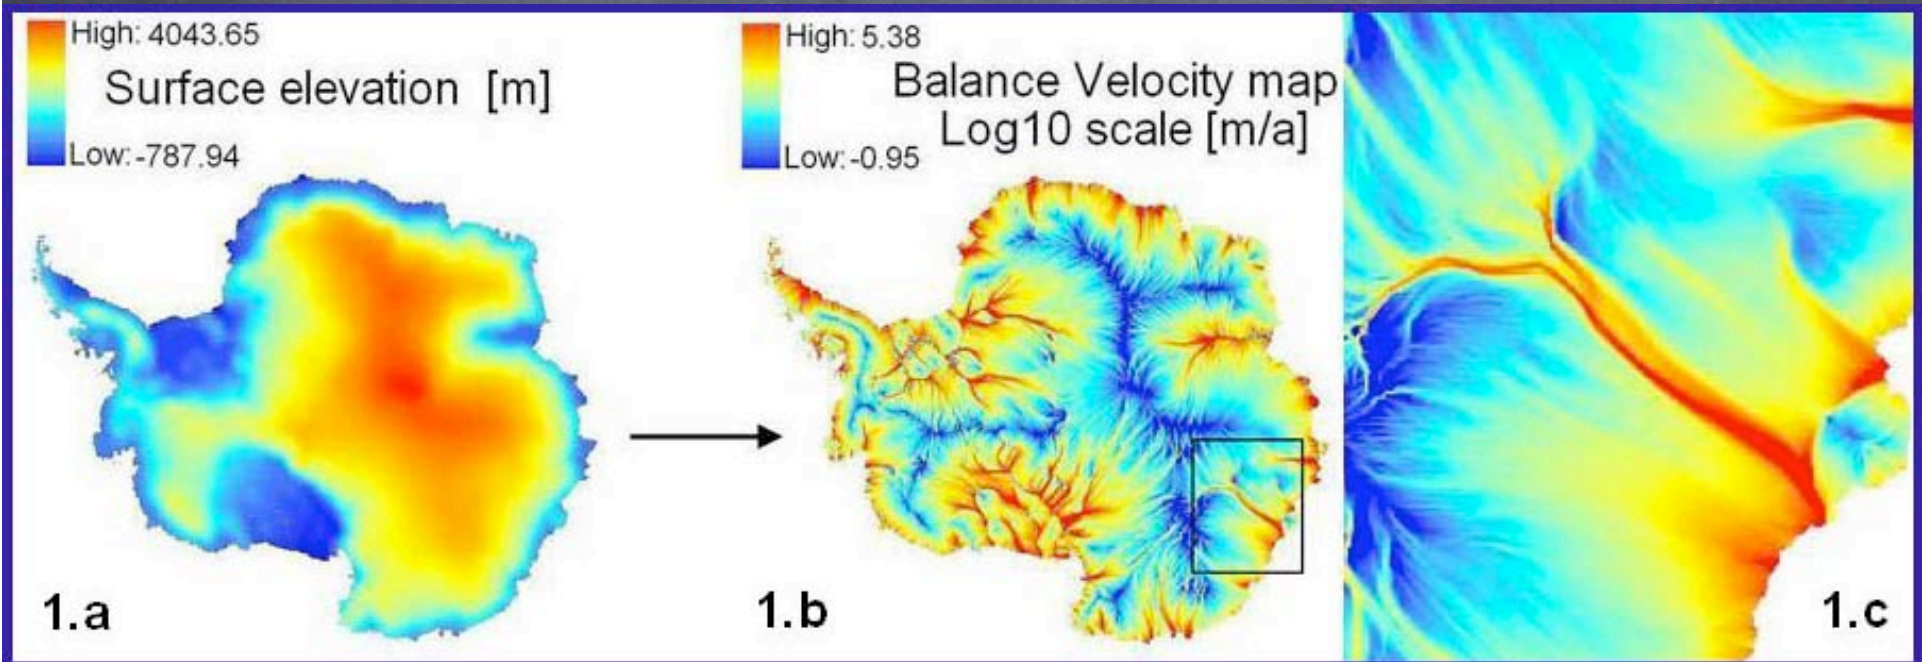 High: 4043.65
Surface elevation [m]
Low: -787.94
1.a
High: 5.38
Balance Velocity map
Log10 scale [m/a]
Low: -0.95
1.b
1.c